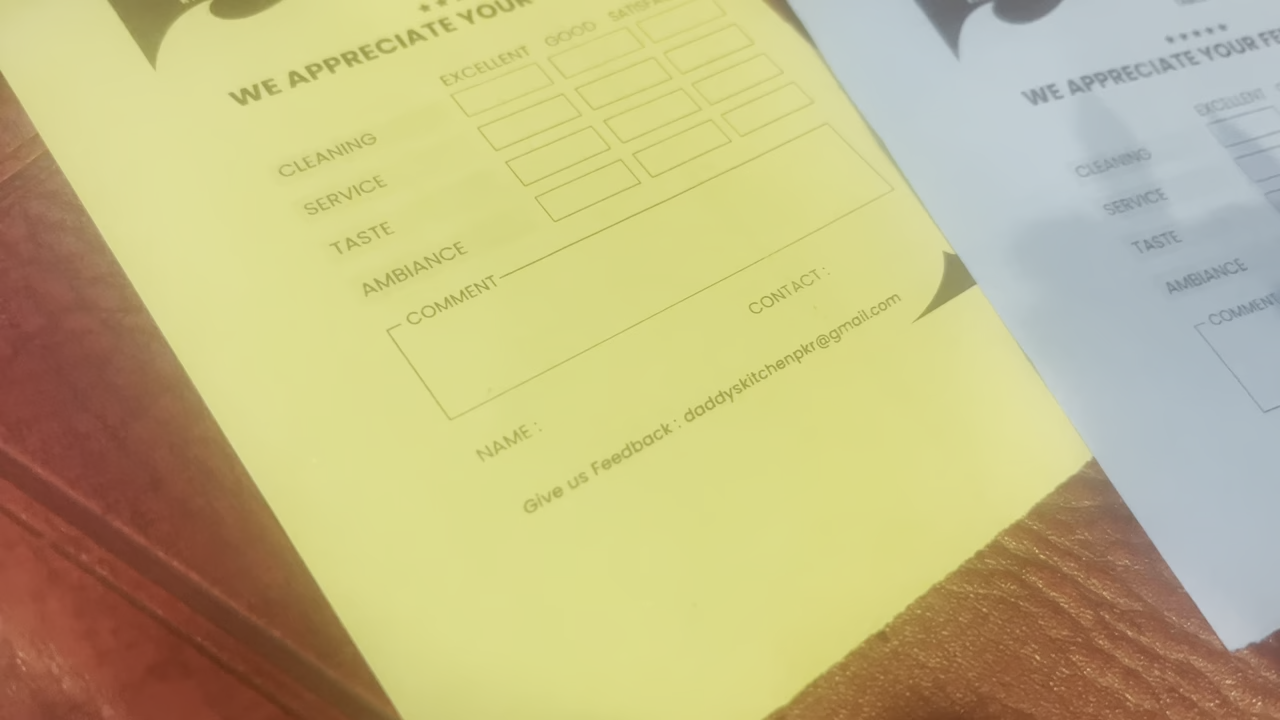 WE APPRECIATE YOUR
EXCELLENT GOOD
CLEANING
SERVICE
TASTE
AMBIANCE
COMMENT
NAME : CONTACT :
Give us Feedback : daddyskitchenpkr@gmail.com
WE APPRECIATE YOUR
EXCELLENT
CLEANING
SERVICE
TASTE
AMBIANCE
COMMENT